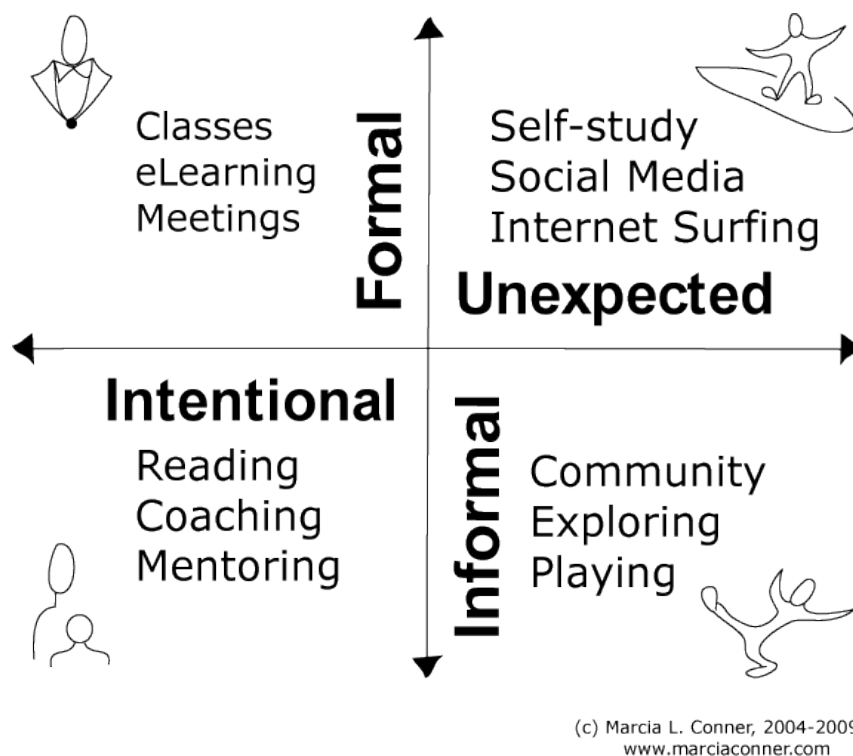 Classes
eLearning
Meetings
Formal
Self-study
Social Media
Internet Surfing
Unexpected
Intentional
Reading
Coaching
Mentoring
Informal
Community
Exploring
Playing
(c) Marcia L. Conner, 2004-2009
www.marciaconner.com